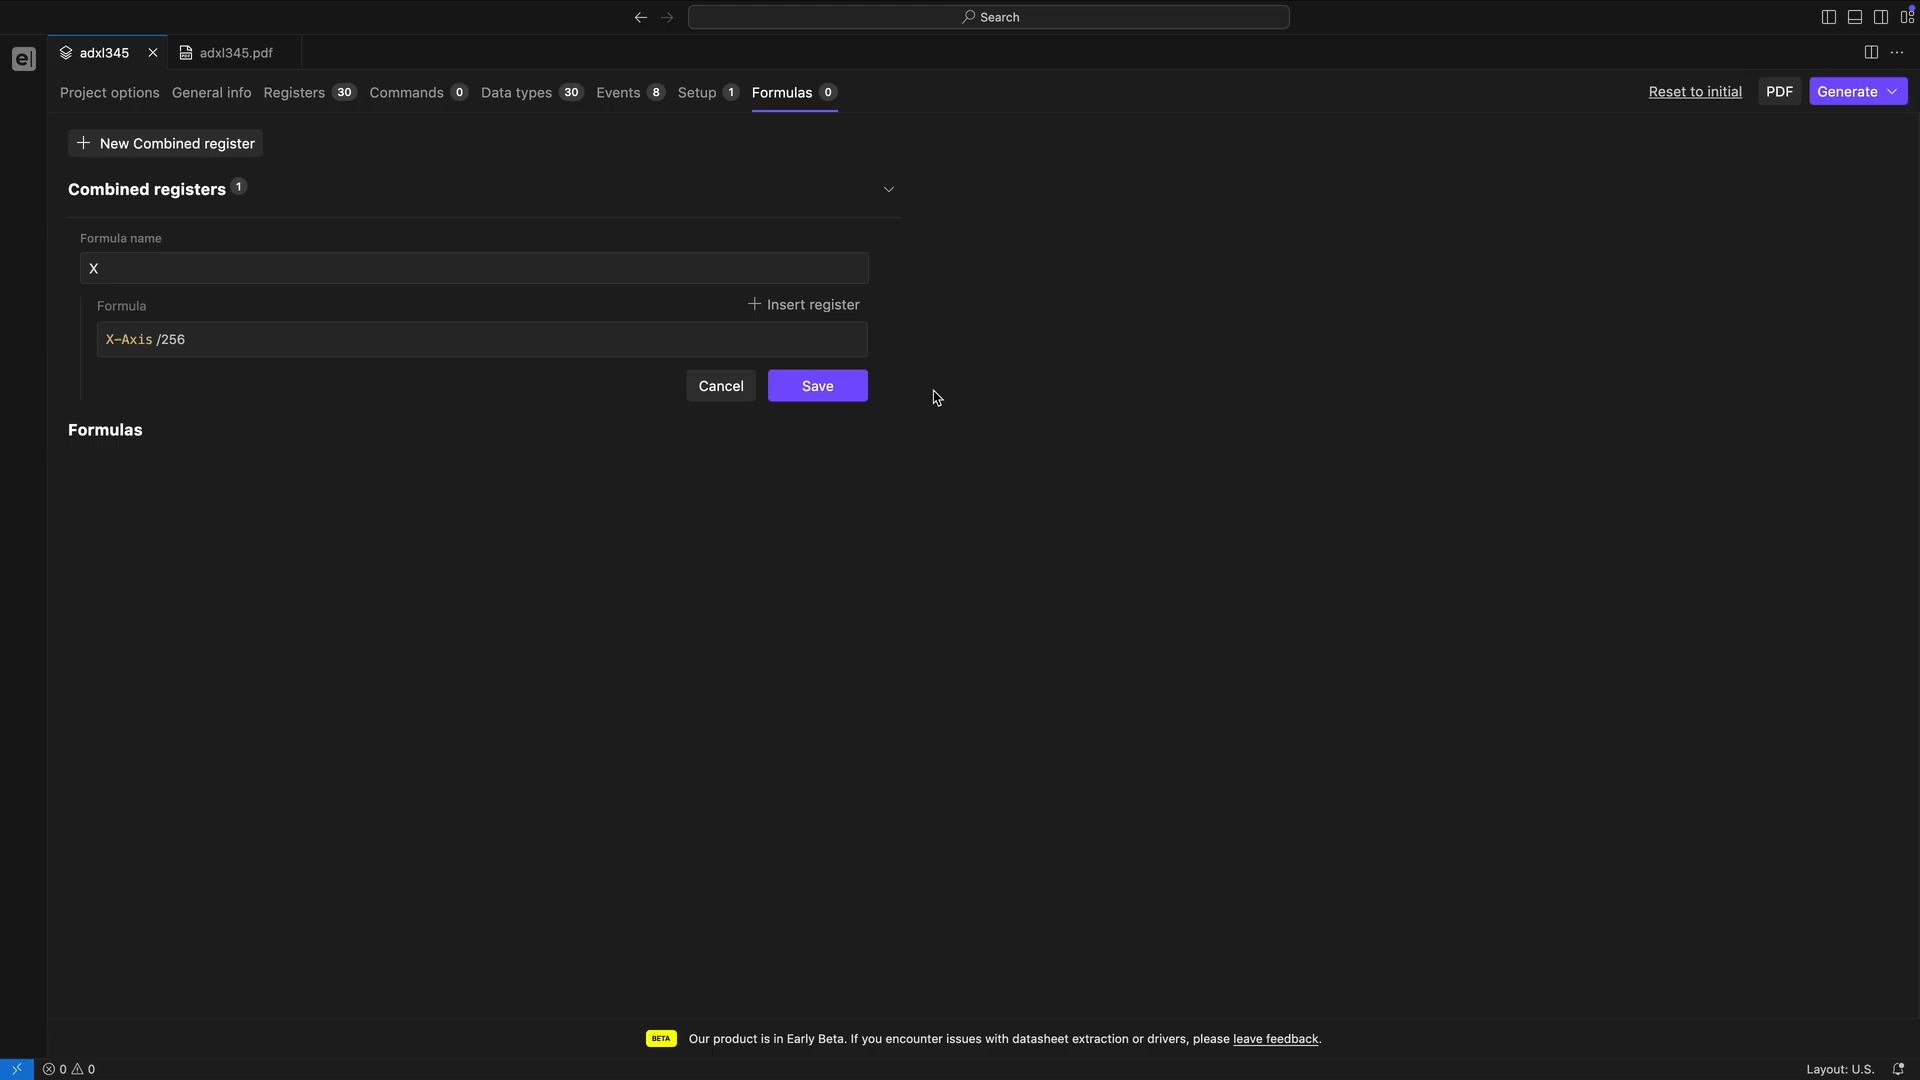 Search
e|
adxl345
adxl345.pdf
Project options General info Registers 30 Commands 0 Data types 30 Events 8 Setup 1 Formulas 0 Reset to initial PDF Generate
New Combined register
Combined registers 1
Formula name
X
Formula Insert register
X-Axis /256
Cancel Save
Formulas
BETA Our product is in Early Beta. If you encounter issues with datasheet extraction or drivers, please leave feedback.
0 0 Layout: U.S.